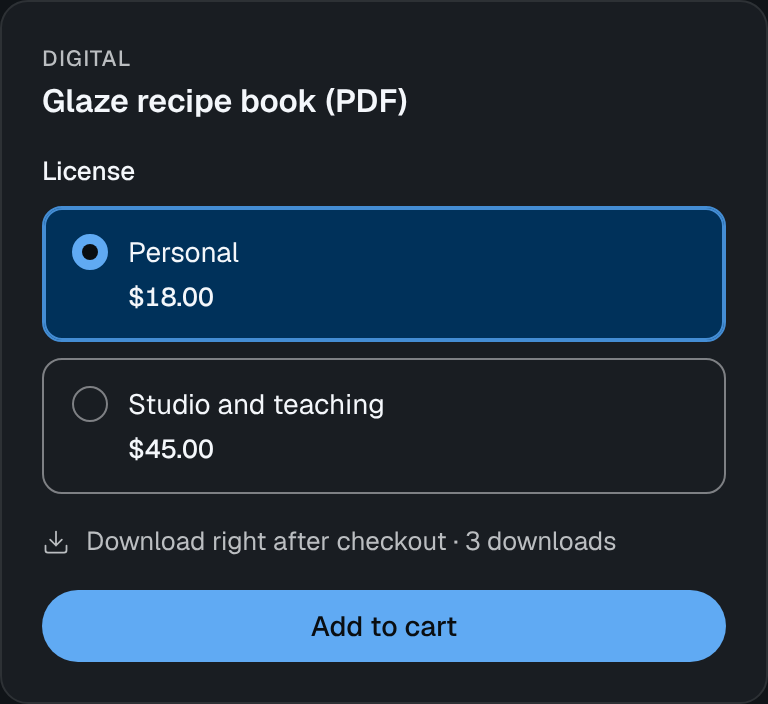 DIGITAL
Glaze recipe book (PDF)
License
Personal
$18.00
Studio and teaching
$45.00
Download right after checkout · 3 downloads
Add to cart